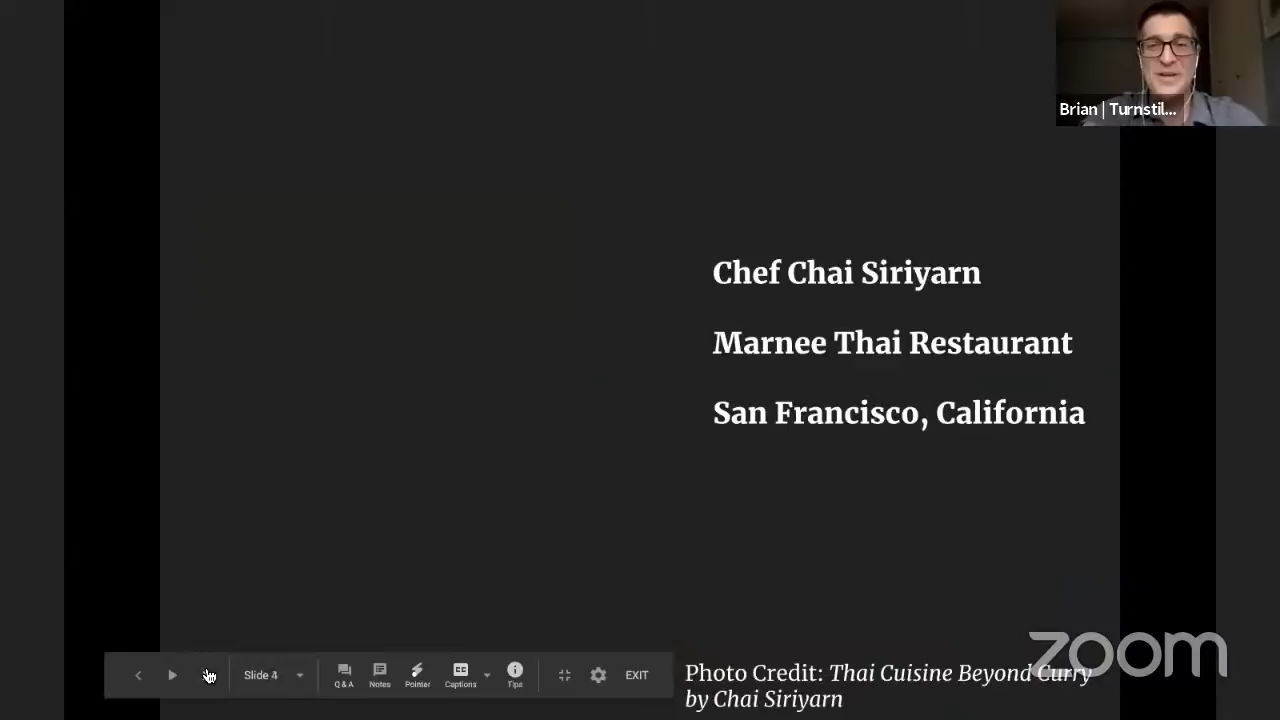 Brian | Turnstil...
Chef Chai Siriyarn
Marnee Thai Restaurant
San Francisco, California
Slide 4
Q & A
Notes
Pointer
CC
Captions
Tips
EXIT
Photo Credit: Thai Cuisine Beyond Curry
by Chai Siriyarn
zoom